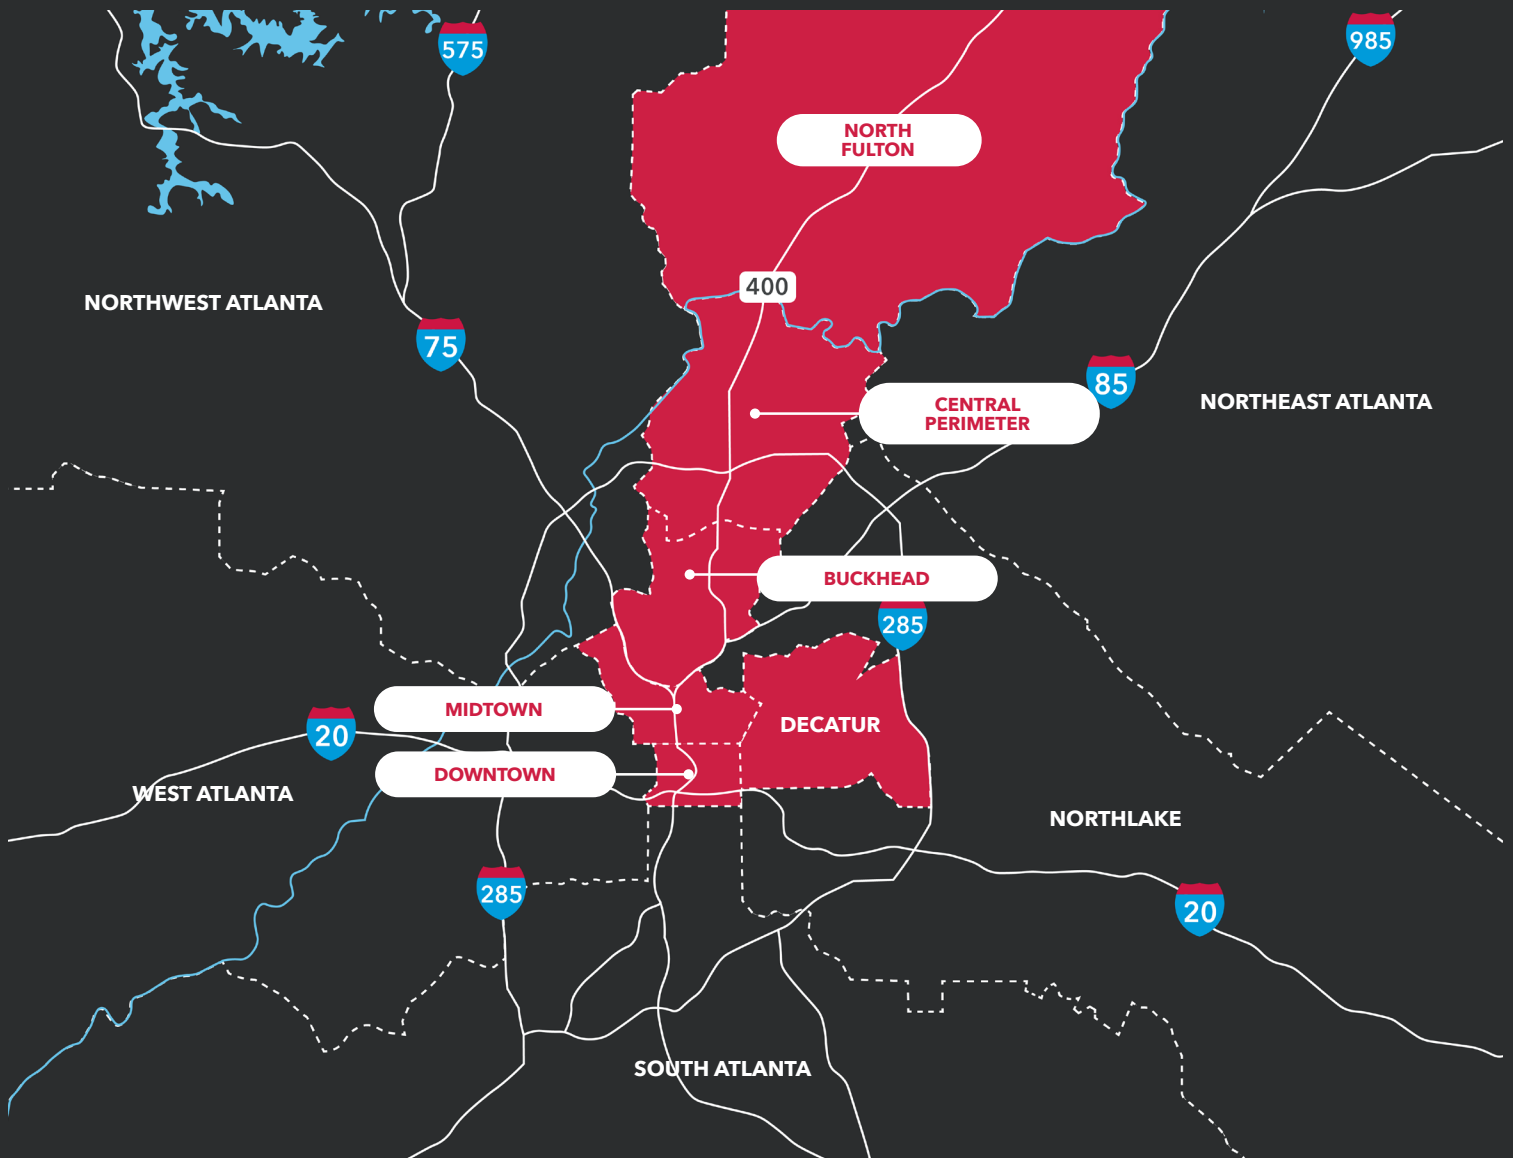 575
985
NORTH
FULTON
400
NORTHWEST ATLANTA
75
85
NORTHEAST ATLANTA
CENTRAL
PERIMETER
BUCKHEAD
285
MIDTOWN
DECATUR
20
DOWNTOWN
WEST ATLANTA
NORTHLAKE
285
20
SOUTH ATLANTA